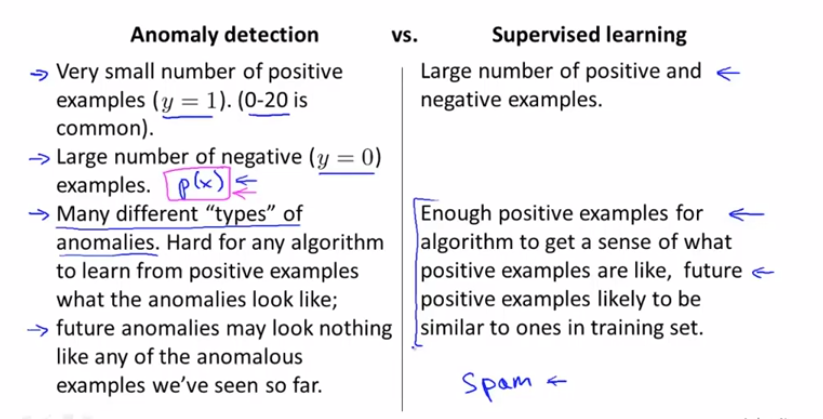 Anomaly detection vs. Supervised learning
Very small number of positive
examples (y = 1). (0-20 is
common).
Large number of negative (y = 0)
examples. p(x)
Many different “types” of
anomalies. Hard for any algorithm
to learn from positive examples
what the anomalies look like;
future anomalies may look nothing
like any of the anomalous
examples we’ve seen so far.
Large number of positive and
negative examples.
Enough positive examples for
algorithm to get a sense of what
positive examples are like, future
positive examples likely to be
similar to ones in training set.
Spam